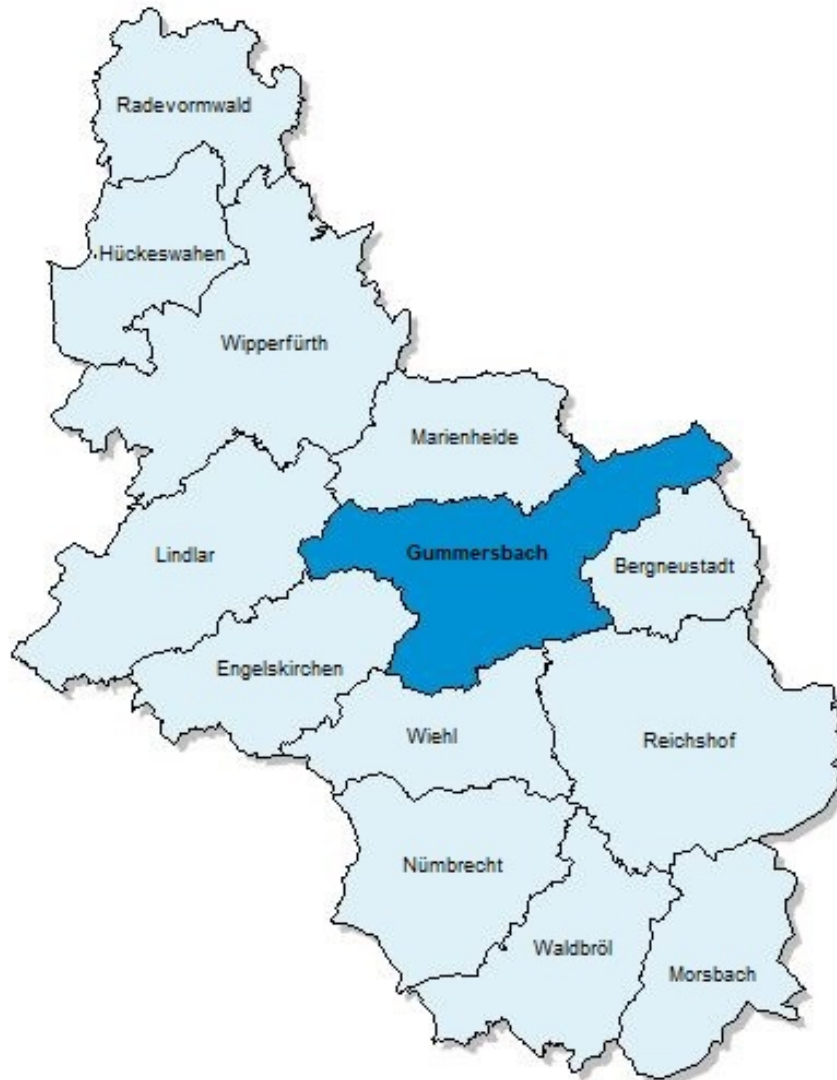 Radevormwald
Hückeswahen
Wipperfürth
Marienheide
Lindlar
Gummersbach
Bergneustadt
Engelskirchen
Wiehl
Reichshof
Nümbrecht
Waldbröl
Morsbach